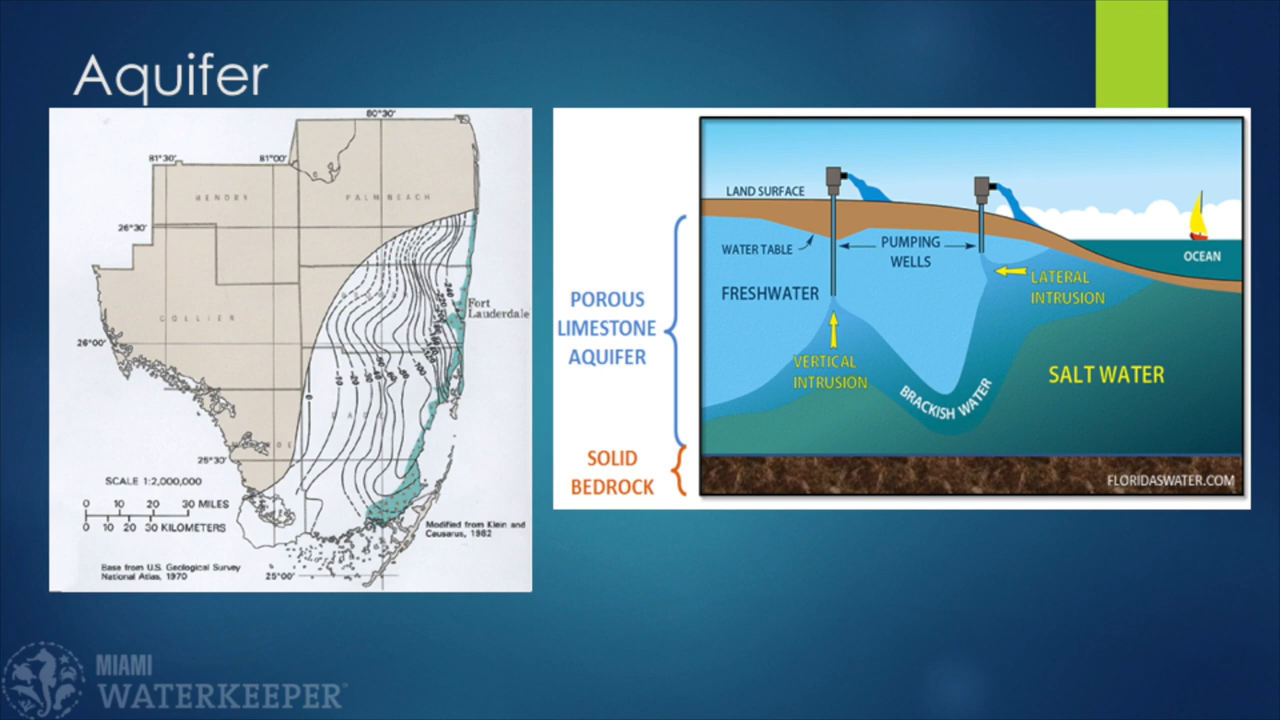 Aquifer
80°30'
81°30'
81°00'
HENDRY
PALM BEACH
26°30'
COLLIER
Fort
Lauderdale
26°00'
DADE
25°30'
SCALE 1:2,000,000
0 10 20 30 MILES
0 10 20 30 KILOMETERS
Modified from Klein and
Causarus, 1982
Base from U.S. Geological Survey
National Atlas, 1970
25°00'
POROUS
LIMESTONE
AQUIFER
SOLID
BEDROCK
LAND SURFACE
WATER TABLE
PUMPING
WELLS
OCEAN
LATERAL
INTRUSION
FRESHWATER
VERTICAL
INTRUSION
BRACKISH WATER
SALT WATER
FLORIDASWATER.COM
MIAMI
WATERKEEPER